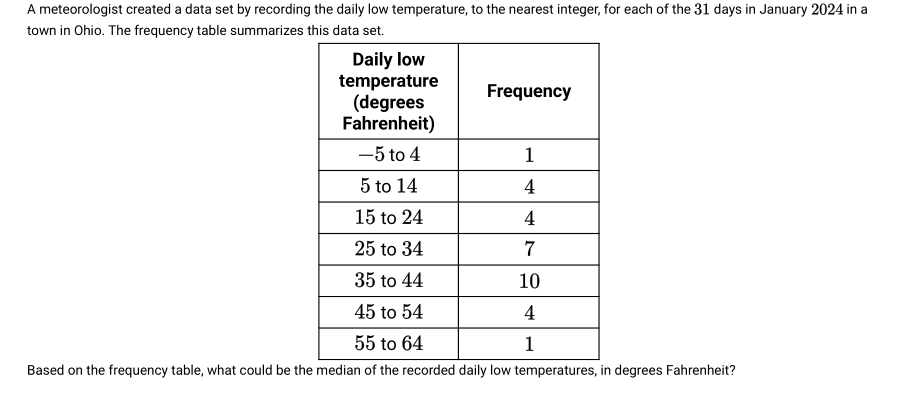 A meteorologist created a data set by recording the daily low temperature, to the nearest integer, for each of the 31 days in January 2024 in a
town in Ohio. The frequency table summarizes this data set.
Daily low
temperature
(degrees
Fahrenheit)
Frequency
−5 to 4 1
5 to 14 4
15 to 24 4
25 to 34 7
35 to 44 10
45 to 54 4
55 to 64 1
Based on the frequency table, what could be the median of the recorded daily low temperatures, in degrees Fahrenheit?